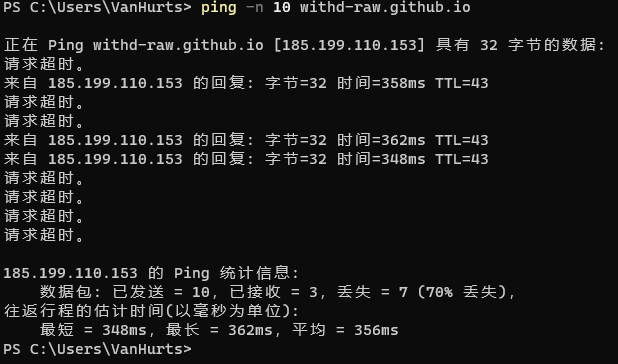 PS C:\Users\VanHurts> ping -n 10 withd-raw.github.io
正在 Ping withd-raw.github.io [185.199.110.153] 具有 32 字节的数据:
请求超时。
来自 185.199.110.153 的回复: 字节=32 时间=358ms TTL=43
请求超时。
请求超时。
来自 185.199.110.153 的回复: 字节=32 时间=362ms TTL=43
来自 185.199.110.153 的回复: 字节=32 时间=348ms TTL=43
请求超时。
请求超时。
请求超时。
请求超时。
185.199.110.153 的 Ping 统计信息:
数据包: 已发送 = 10, 已接收 = 3, 丢失 = 7 (70% 丢失),
往返行程的估计时间(以毫秒为单位):
最短 = 348ms, 最长 = 362ms, 平均 = 356ms
PS C:\Users\VanHurts>